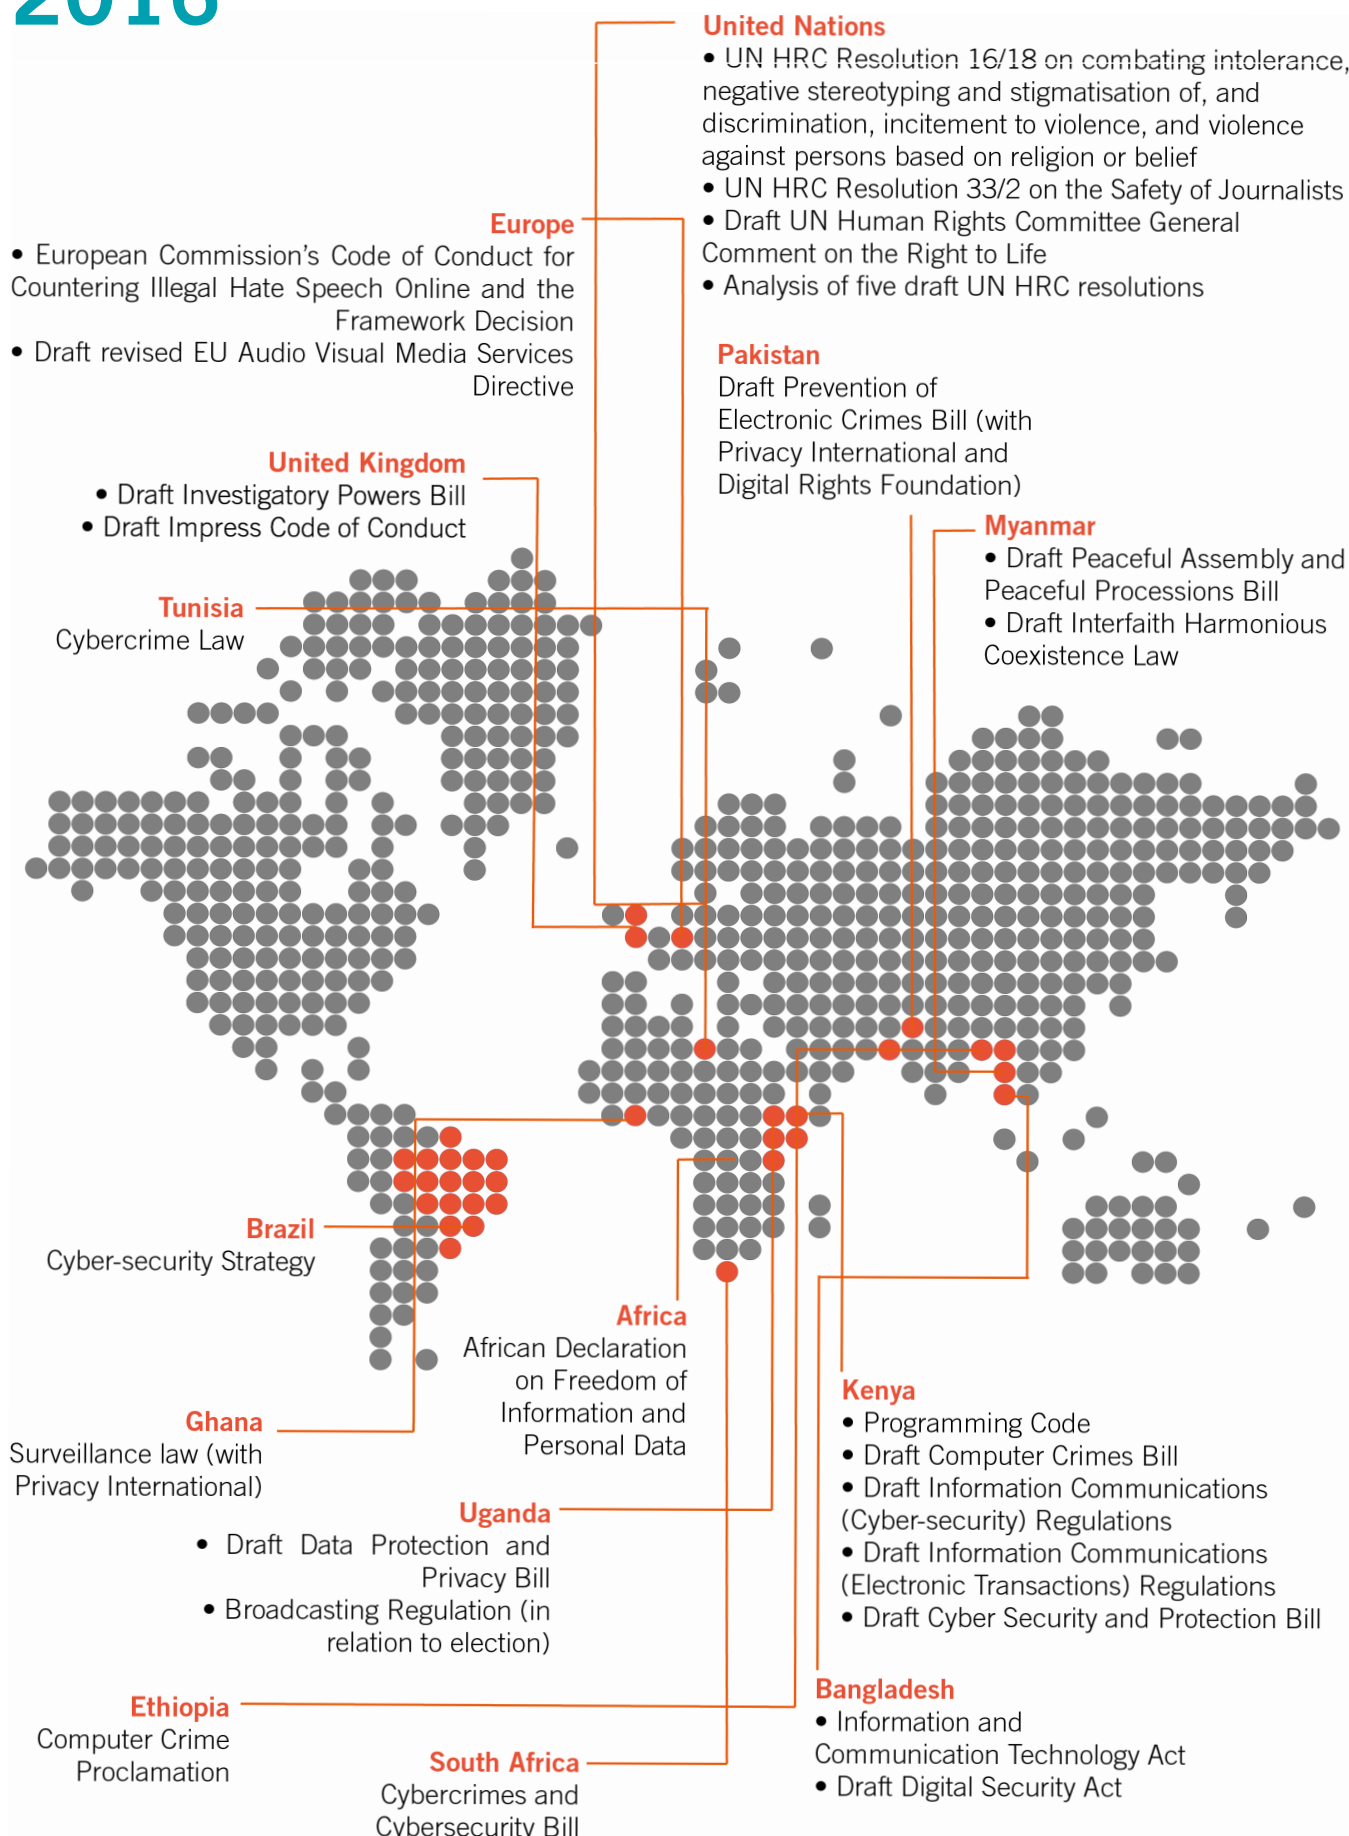 2016
United Nations
• UN HRC Resolution 16/18 on combating intolerance,
negative stereotyping and stigmatisation of, and
discrimination, incitement to violence, and violence
against persons based on religion or belief
• UN HRC Resolution 33/2 on the Safety of Journalists
• Draft UN Human Rights Committee General
Comment on the Right to Life
• Analysis of five draft UN HRC resolutions
Europe
• European Commission's Code of Conduct for
Countering Illegal Hate Speech Online and the
Framework Decision
• Draft revised EU Audio Visual Media Services
Directive
Pakistan
Draft Prevention of
Electronic Crimes Bill (with
Privacy International and
Digital Rights Foundation)
United Kingdom
• Draft Investigatory Powers Bill
• Draft Impress Code of Conduct
Myanmar
• Draft Peaceful Assembly and
Peaceful Processions Bill
• Draft Interfaith Harmonious
Coexistence Law
Tunisia
Cybercrime Law
Brazil
Cyber-security Strategy
Africa
African Declaration
on Freedom of
Information and
Personal Data
Kenya
• Programming Code
• Draft Computer Crimes Bill
• Draft Information Communications
(Cyber-security) Regulations
• Draft Information Communications
(Electronic Transactions) Regulations
• Draft Cyber Security and Protection Bill
Ghana
Surveillance law (with
Privacy International)
Uganda
• Draft Data Protection and
Privacy Bill
• Broadcasting Regulation (in
relation to election)
Bangladesh
• Information and
Communication Technology Act
• Draft Digital Security Act
Ethiopia
Computer Crime
Proclamation
South Africa
Cybercrimes and
Cybersecurity Bill